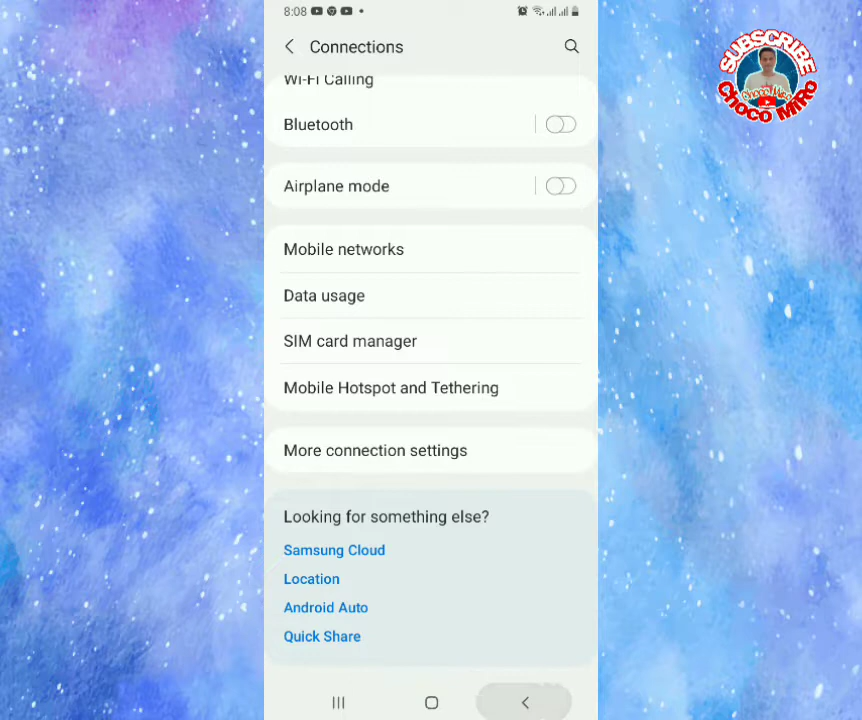 8:08
Connections
SUBSCRIBE
Choco MiRo
Wi-Fi Calling
Bluetooth
Airplane mode
Mobile networks
Data usage
SIM card manager
Mobile Hotspot and Tethering
More connection settings
Looking for something else?
Samsung Cloud
Location
Android Auto
Quick Share